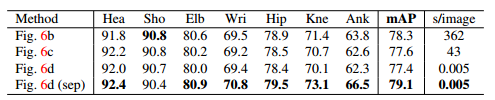 Method Hea Sho Elb Wri Hip Kne Ank mAP s/image
Fig. 6b 91.8 90.8 80.6 69.5 78.9 71.4 63.8 78.3 362
Fig. 6c 92.2 90.8 80.2 69.2 78.5 70.7 62.6 77.6 43
Fig. 6d 92.0 90.7 80.0 69.4 78.4 70.1 62.3 77.4 0.005
Fig. 6d (sep) 92.4 90.4 80.9 70.8 79.5 73.1 66.5 79.1 0.005